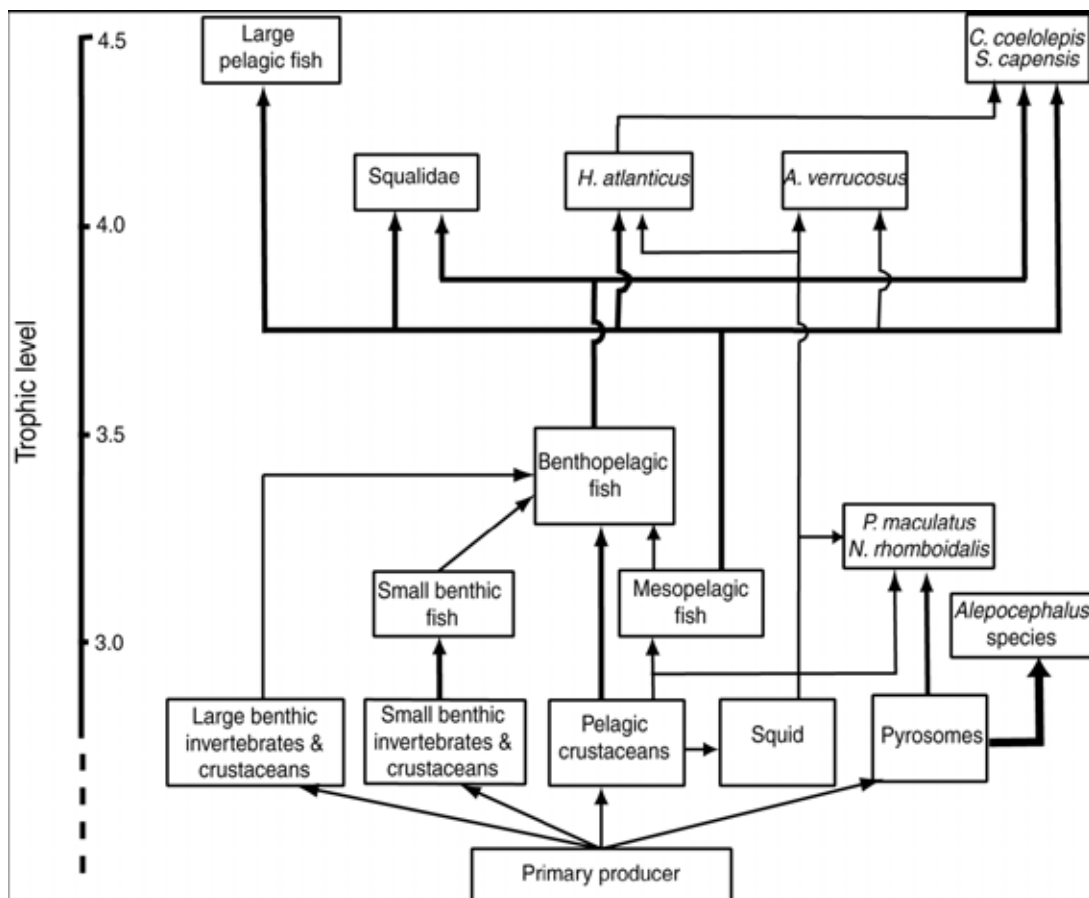 4.5
Large
pelagic fish
C. coelolepis
S. capensis
Squalidae
H. atlanticus
A. verrucosus
4.0
Trophic level
3.5
Benthopelagic
fish
P. maculatus
N. rhomboidalis
Small benthic
fish
Mesopelagic
fish
Alepocephalus
species
3.0
Large benthic
invertebrates &
crustaceans
Small benthic
invertebrates &
crustaceans
Pelagic
crustaceans
Squid
Pyrosomes
Primary producer